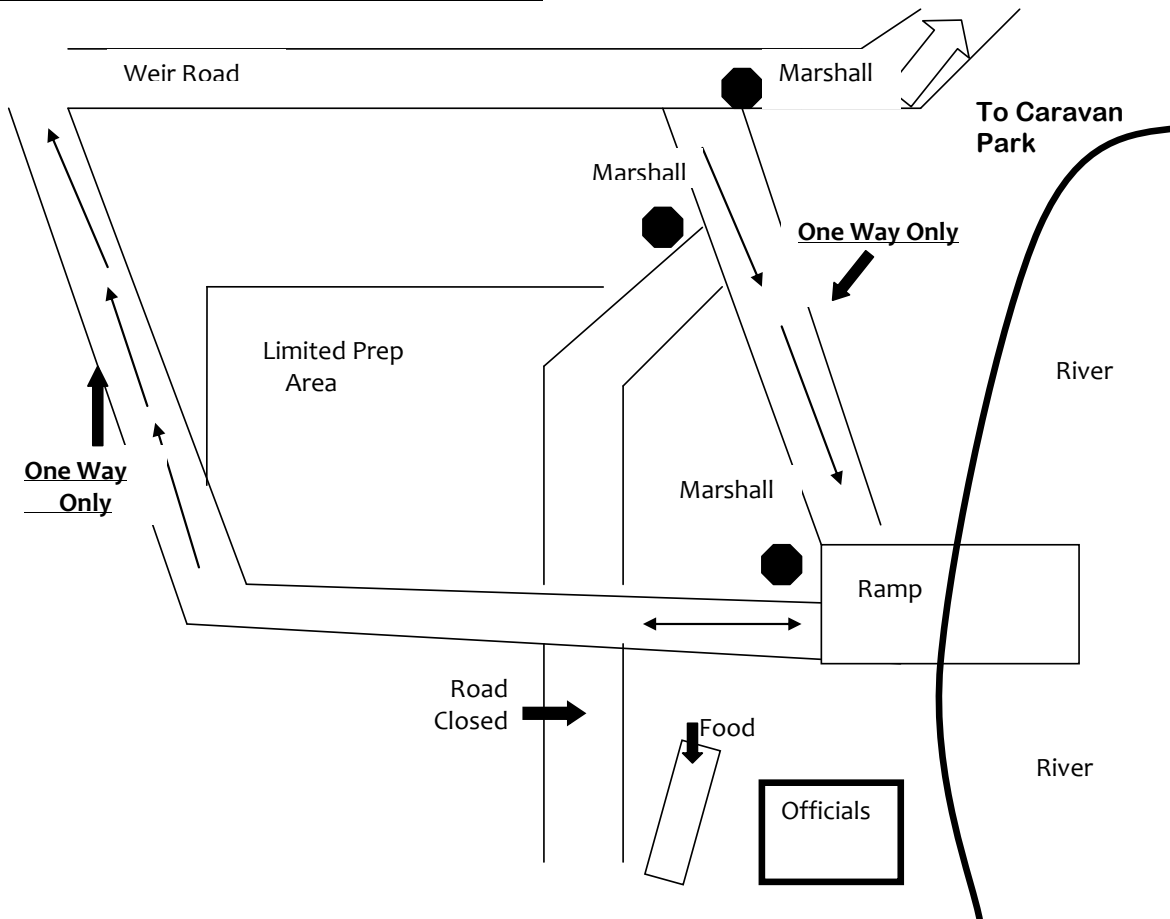 Weir Road
Marshall
To Caravan
Park
Marshall
One Way Only
Limited Prep
Area
River
One Way
Only
Marshall
Ramp
Road
Closed
Food
River
Officials